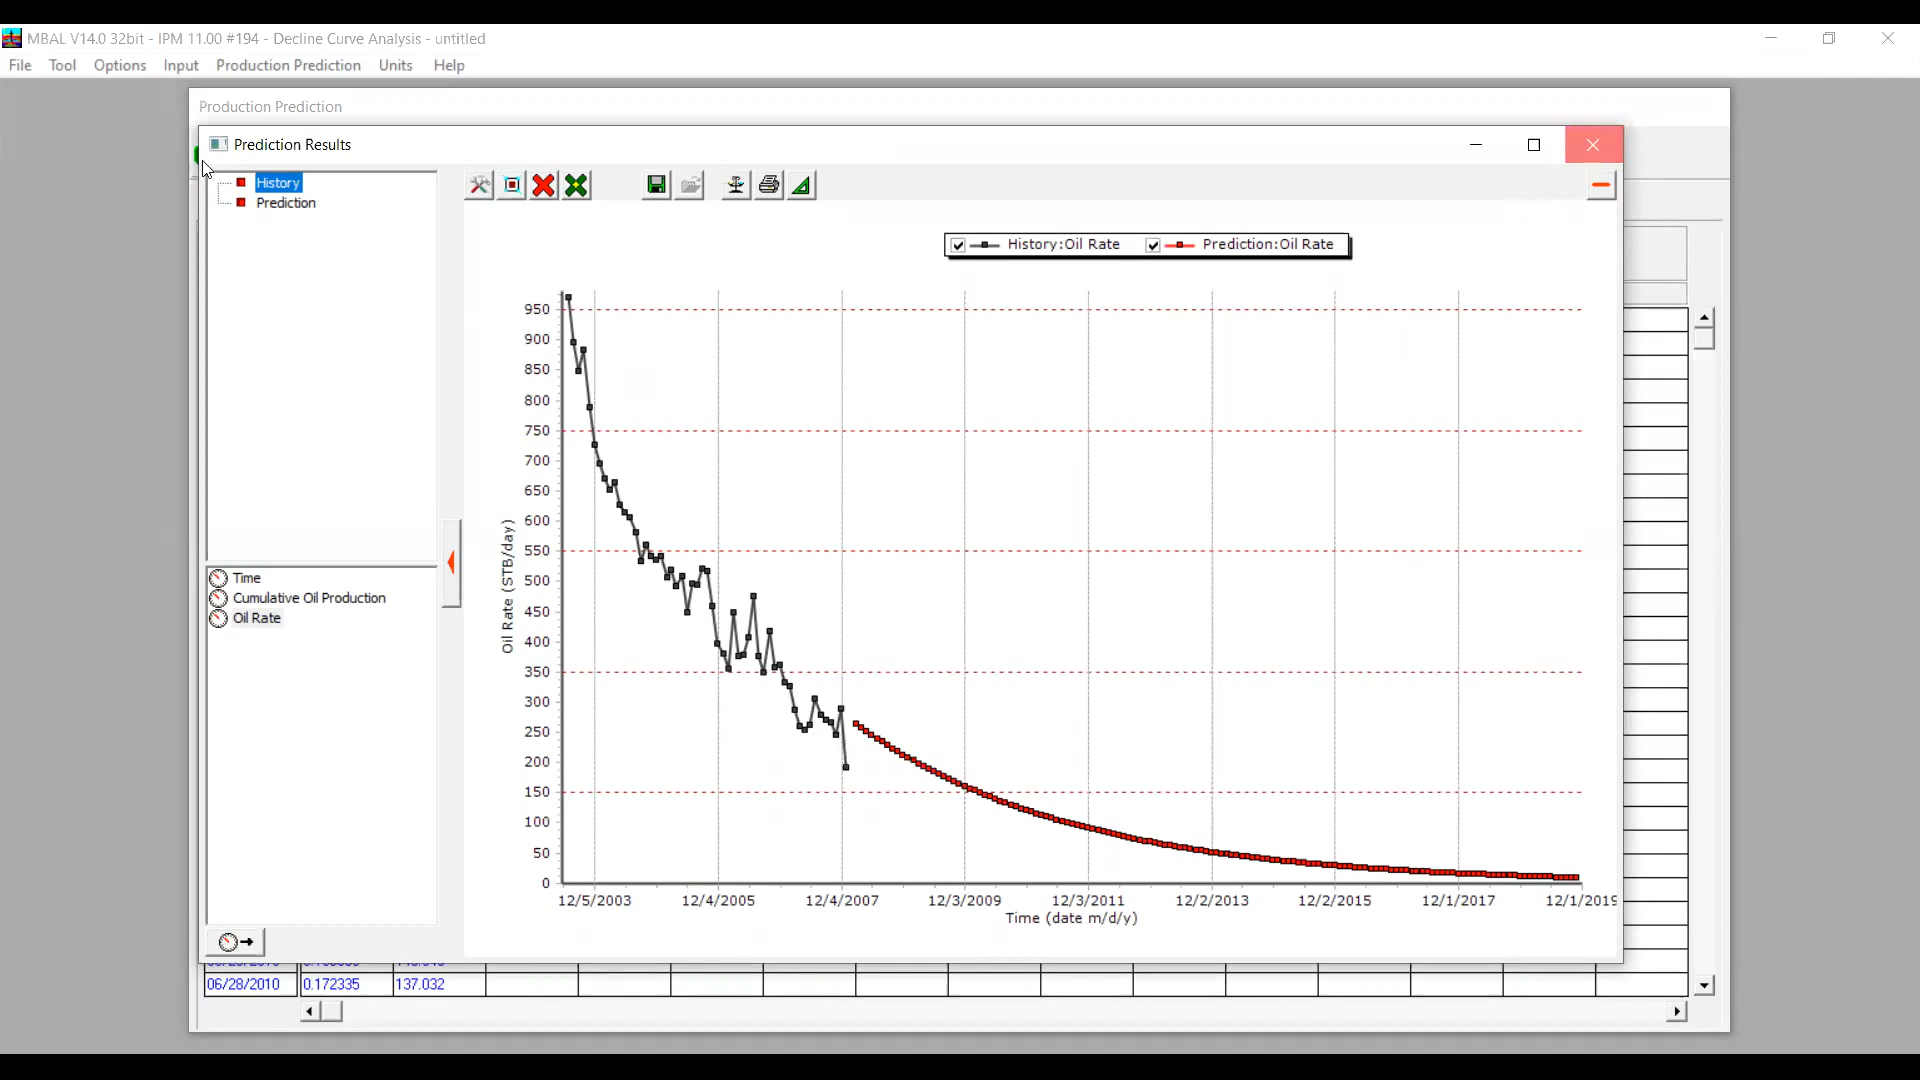 MBAL V14.0 32bit - IPM 11.00 #194 - Decline Curve Analysis - untitled
File Tool Options Input Production Prediction Units Help
Production Prediction
Prediction Results
History
Prediction
History:Oil Rate Prediction:Oil Rate
950
900
850
800
750
700
650
600
550
500
450
400
350
300
250
200
150
100
50
0
Oil Rate (STB/day)
12/5/2003 12/4/2005 12/4/2007 12/3/2009 12/3/2011 12/2/2013 12/2/2015 12/1/2017 12/1/2019
Time (date m/d/y)
Time
Cumulative Oil Production
Oil Rate
06/28/2010 0.172335 137.032